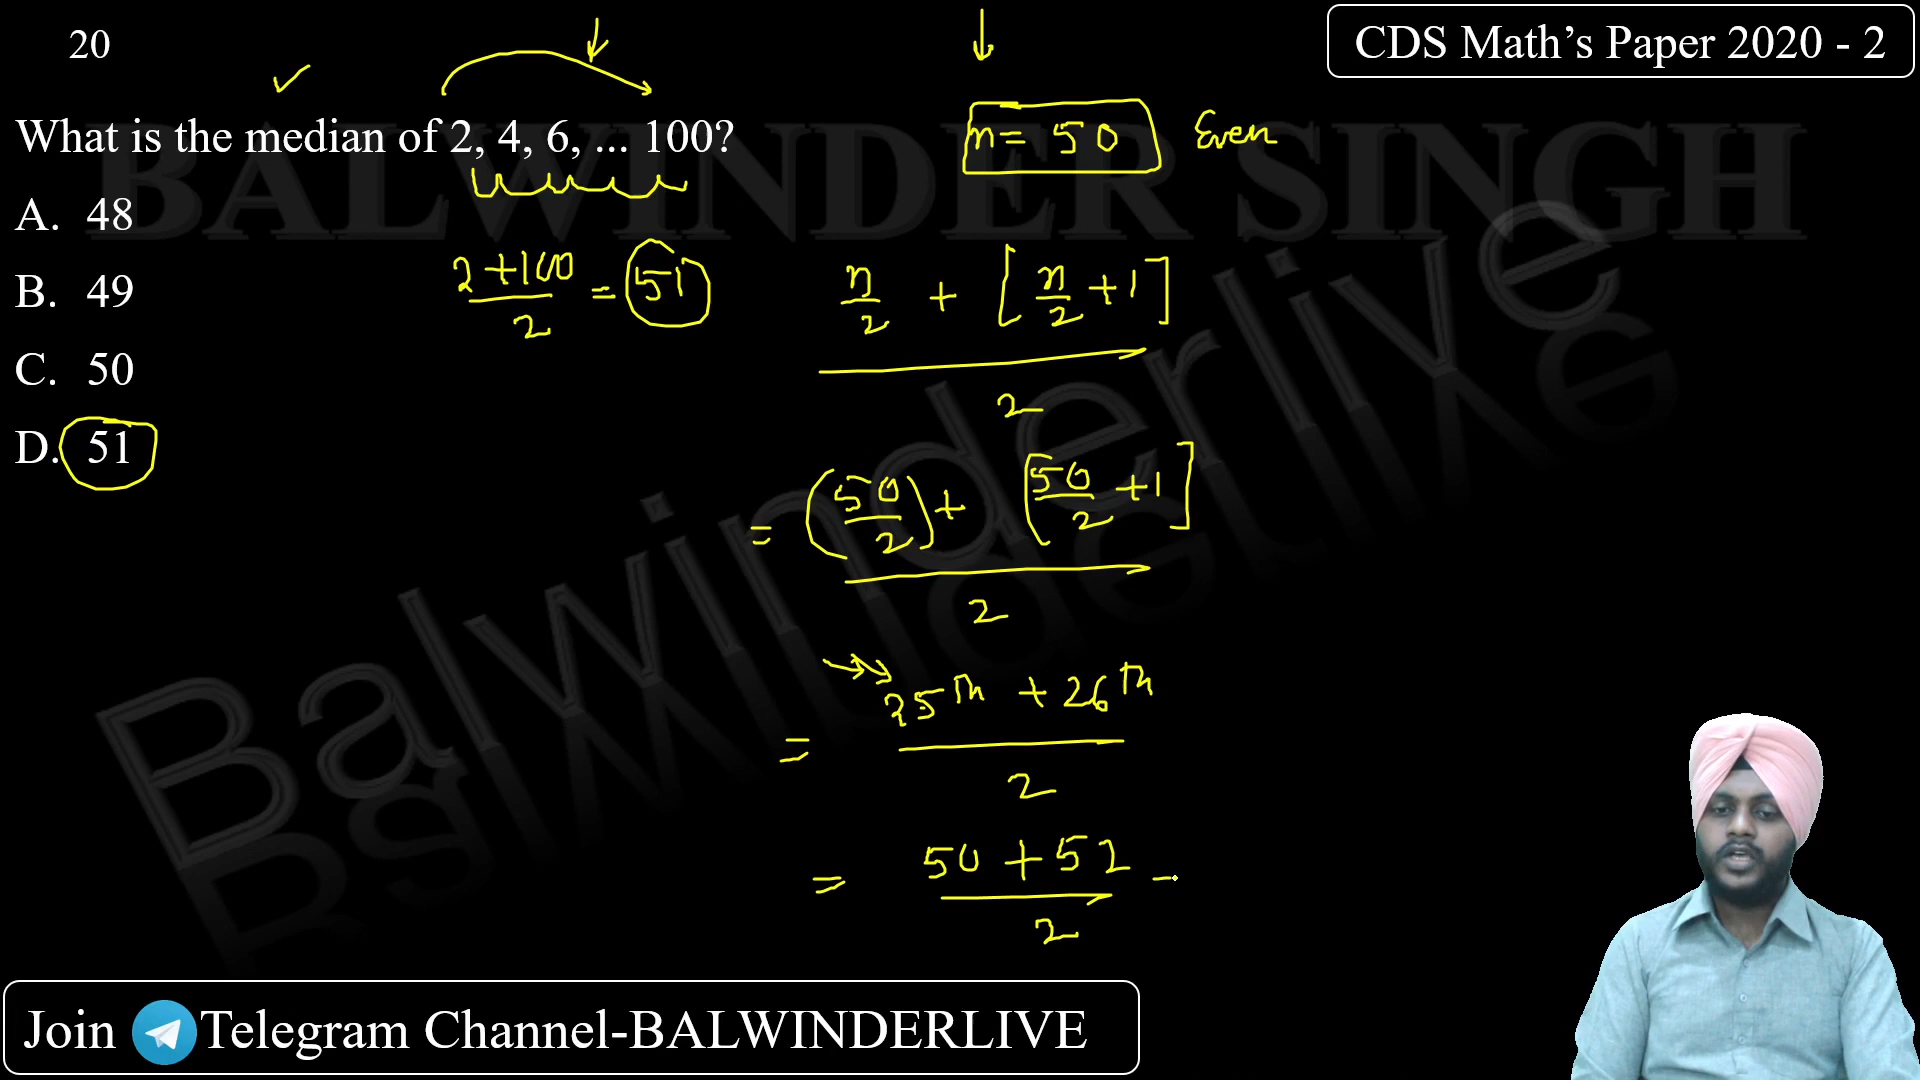 20
CDS Math’s Paper 2020 - 2
What is the median of 2, 4, 6, ... 100?
n = 50 Even
BALWINDER SINGH
A. 48
B. 49
C. 50
D. 51
2+100/2 = 51
n/2 + [n/2 + 1]
2
= (50/2) + [50/2 + 1]
2
= 25th + 26th
2
= 50 + 52 -
2
Balwinderlive
Join Telegram Channel-BALWINDERLIVE